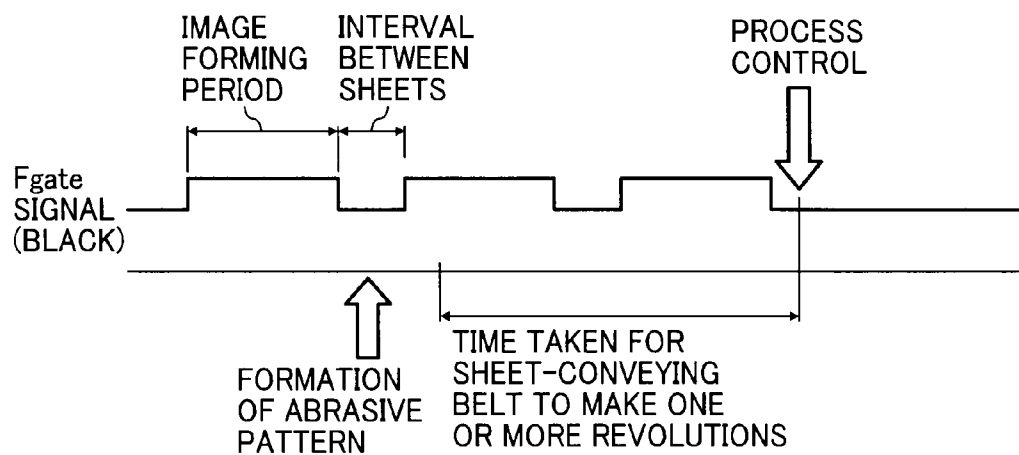 IMAGE
FORMING
PERIOD
INTERVAL
BETWEEN
SHEETS
PROCESS
CONTROL
Fgate
SIGNAL
(BLACK)
FORMATION
OF ABRASIVE
PATTERN
TIME TAKEN FOR
SHEET-CONVEYING
BELT TO MAKE ONE
OR MORE REVOLUTIONS